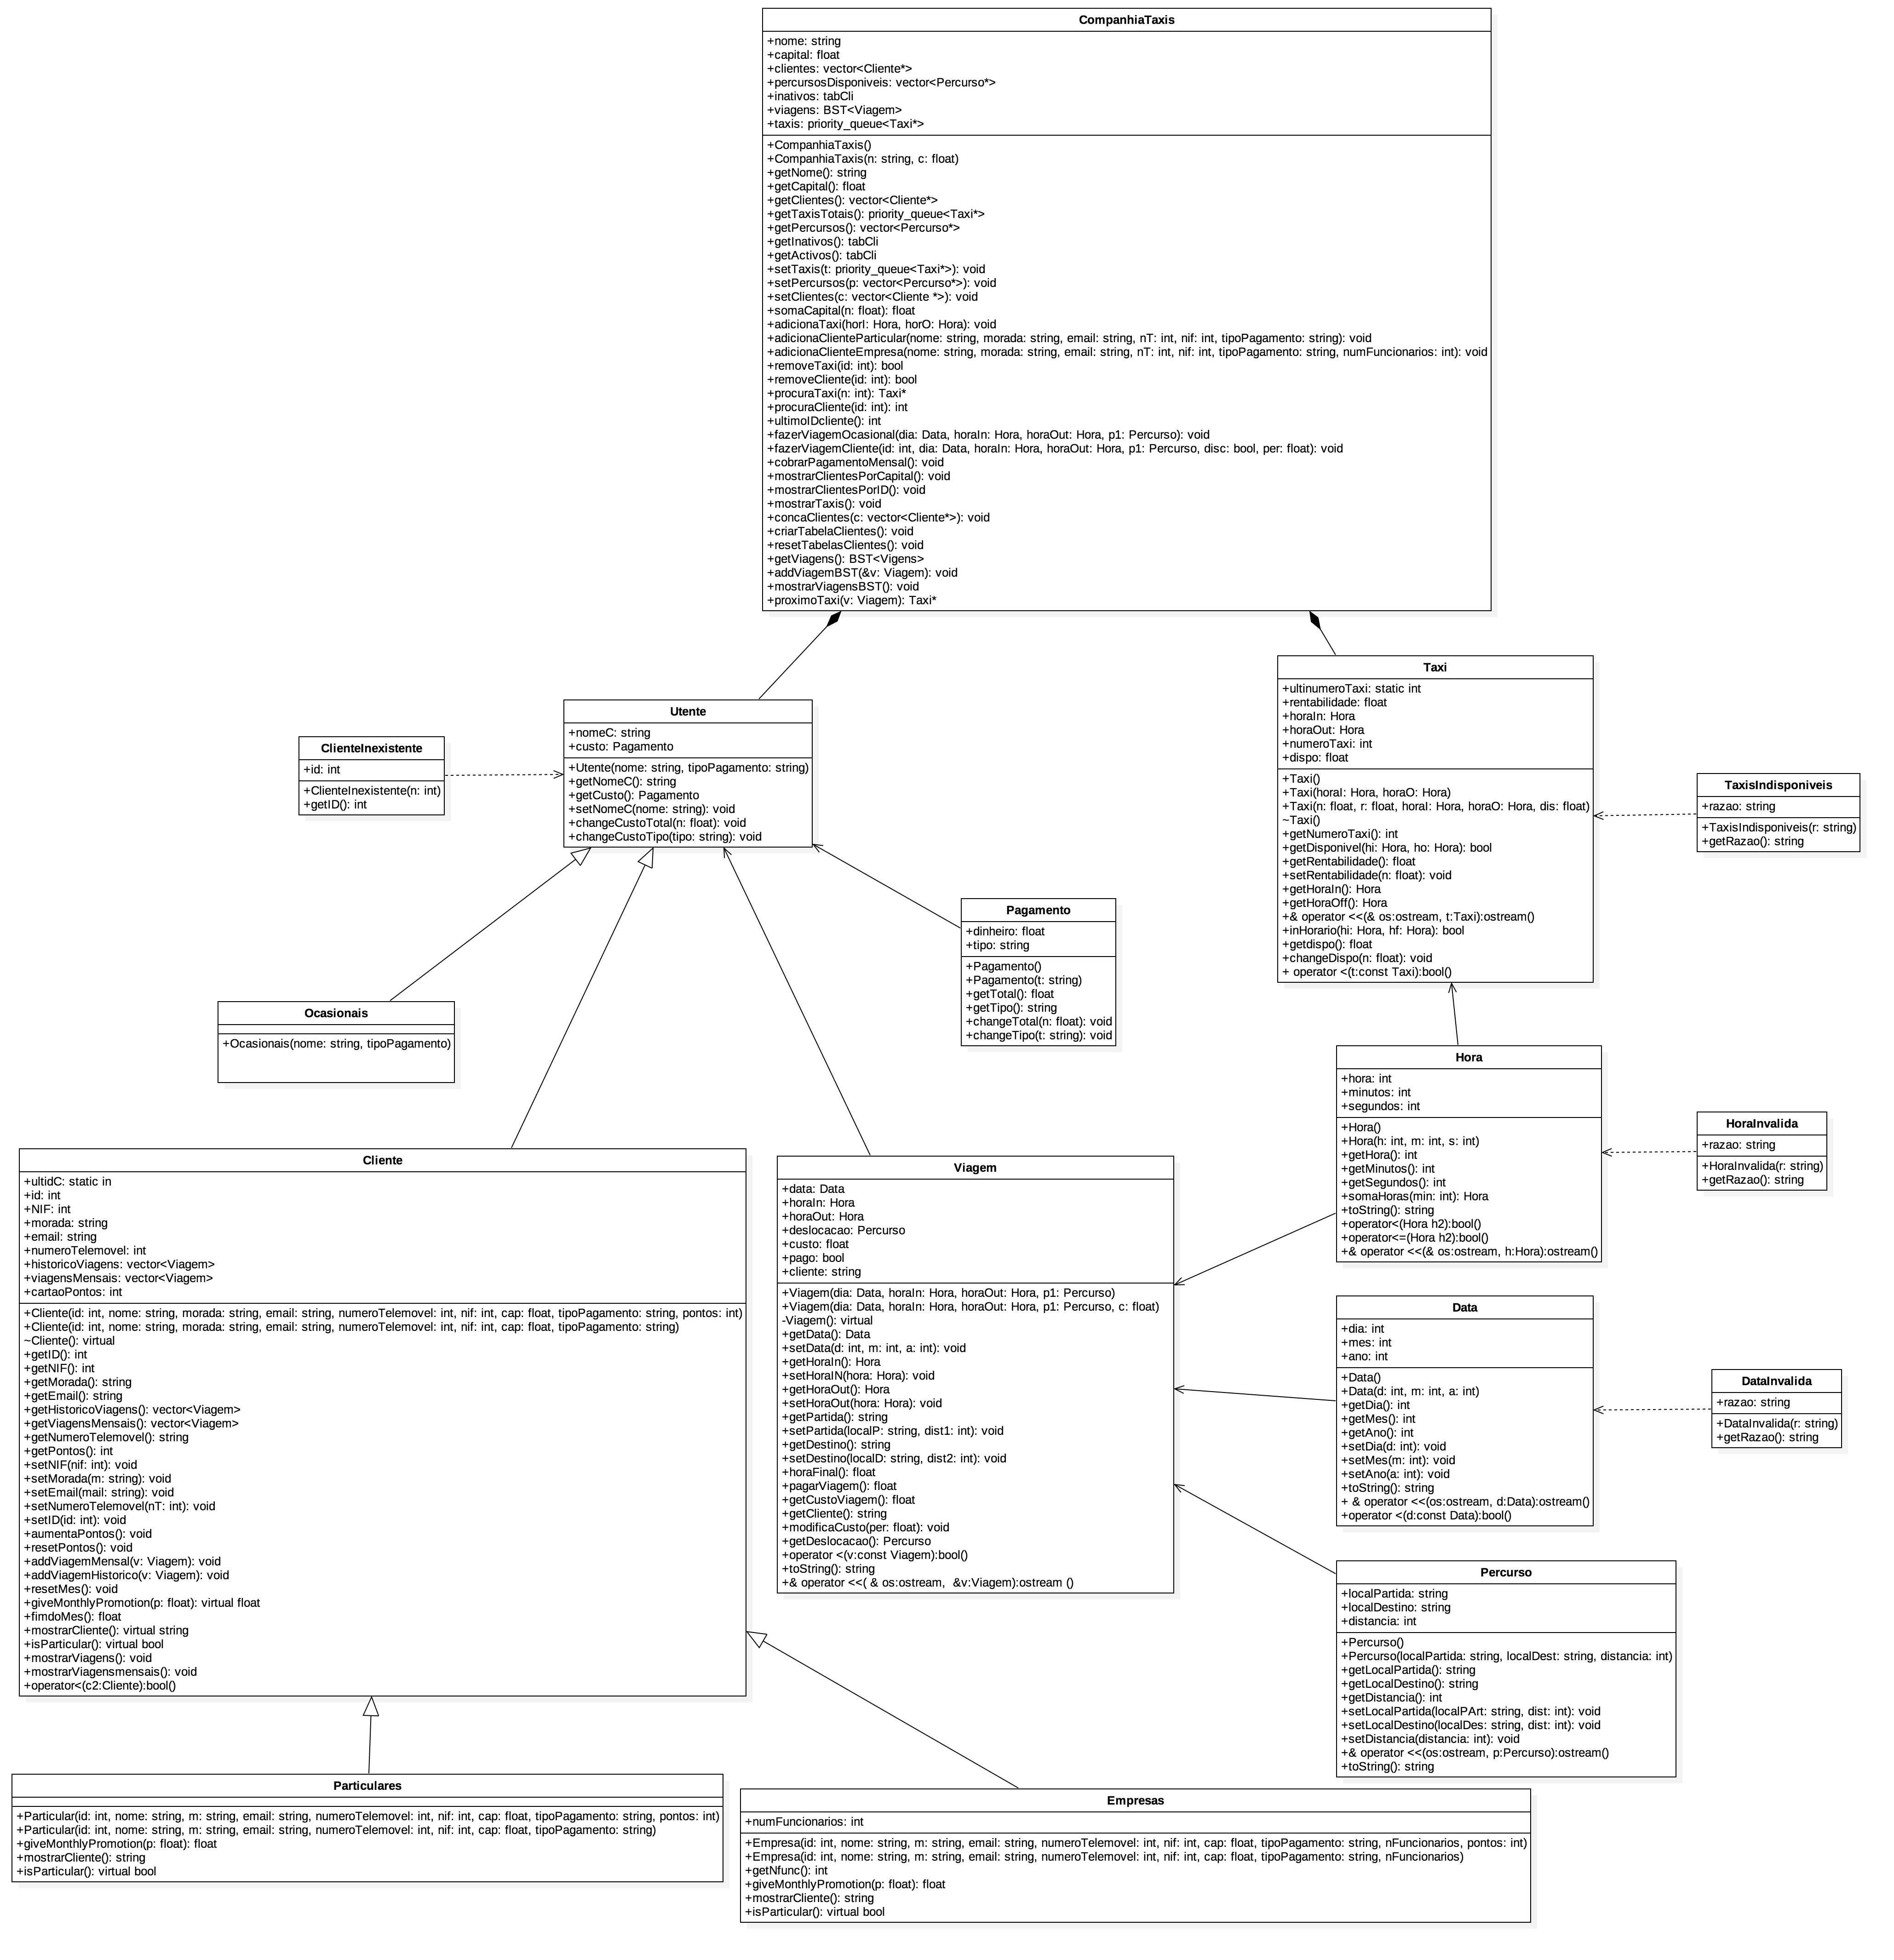 CompanhiaTaxis
+nome: string
+capital: float
+clientes: vector<Cliente*>
+percursosDisponiveis: vector<Percurso*>
+inativos: tabCli
+viagens: BST<Viagem>
+taxis: priority_queue<Taxi*>
+CompanhiaTaxis()
+CompanhiaTaxis(n: string, c: float)
+getNome(): string
+getCapital(): float
+getClientes(): vector<Cliente*>
+getTaxisTotais(): priority_queue<Taxi*>
+getPercursos(): vector<Percurso*>
+getInativos(): tabCli
+getActivos(): tabCli
+setTaxis(t: priority_queue<Taxi*>): void
+setPercursos(p: vector<Percurso*>): void
+setClientes(c: vector<Cliente *>): void
+somaCapital(n: float): float
+adicionaTaxi(horI: Hora, horO: Hora): void
+adicionaClienteParticular(nome: string, morada: string, email: string, nT: int, nif: int, tipoPagamento: string): void
+adicionaClienteEmpresa(nome: string, morada: string, email: string, nT: int, nif: int, tipoPagamento: string, numFuncionarios: int): void
+removeTaxi(id: int): bool
+removeCliente(id: int): bool
+procuraTaxi(n: int): Taxi*
+procuraCliente(id: int): int
+ultimoIDcliente(): int
+fazerViagemOcasional(dia: Data, horaIn: Hora, horaOut: Hora, p1: Percurso): void
+fazerViagemCliente(id: int, dia: Data, horaIn: Hora, horaOut: Hora, p1: Percurso, disc: bool, per: float): void
+cobrarPagamentoMensal(): void
+mostrarClientesPorCapital(): void
+mostrarClientesPorID(): void
+mostrarTaxis(): void
+concaClientes(c: vector<Cliente*>): void
+criarTabelaClientes(): void
+resetTabelasClientes(): void
+getViagens(): BST<Vigens>
+addViagemBST(&v: Viagem): void
+mostrarViagensBST(): void
+proximoTaxi(v: Viagem): Taxi*
Utente
+nomeC: string
+custo: Pagamento
+Utente(nome: string, tipoPagamento: string)
+getNomeC(): string
+getCusto(): Pagamento
+setNomeC(nome: string): void
+changeCustoTotal(n: float): void
+changeCustoTipo(tipo: string): void
ClienteInexistente
+id: int
+ClienteInexistente(n: int)
+getID(): int
Taxi
+ultinumeroTaxi: static int
+rentabilidade: float
+horaIn: Hora
+horaOut: Hora
+numeroTaxi: int
+dispo: float
+Taxi()
+Taxi(horaI: Hora, horaO: Hora)
+Taxi(n: float, r: float, horaI: Hora, horaO: Hora, dis: float)
~Taxi()
+getNumeroTaxi(): int
+getDisponivel(hi: Hora, ho: Hora): bool
+getRentabilidade(): float
+setRentabilidade(n: float): void
+getHoraIn(): Hora
+getHoraOff(): Hora
+& operator <<(& os:ostream, t:Taxi):ostream()
+inHorario(hi: Hora, hf: Hora): bool
+getdispo(): float
+changeDispo(n: float): void
+ operator <(t:const Taxi):bool()
TaxisIndisponiveis
+razao: string
+TaxisIndisponiveis(r: string)
+getRazao(): string
Pagamento
+dinheiro: float
+tipo: string
+Pagamento()
+Pagamento(t: string)
+getTotal(): float
+getTipo(): string
+changeTotal(n: float): void
+changeTipo(t: string): void
Ocasionais
+Ocasionais(nome: string, tipoPagamento)
Hora
+hora: int
+minutos: int
+segundos: int
+Hora()
+Hora(h: int, m: int, s: int)
+getHora(): int
+getMinutos(): int
+getSegundos(): int
+somaHoras(min: int): Hora
+toString(): string
+operator<(Hora h2):bool()
+operator<=(Hora h2):bool()
+& operator <<(& os:ostream, h:Hora):ostream()
HoraInvalida
+razao: string
+HoraInvalida(r: string)
+getRazao(): string
Cliente
+ultidC: static in
+id: int
+NIF: int
+morada: string
+email: string
+numeroTelemovel: int
+historicoViagens: vector<Viagem>
+viagensMensais: vector<Viagem>
+cartaoPontos: int
+Cliente(id: int, nome: string, morada: string, email: string, numeroTelemovel: int, nif: int, cap: float, tipoPagamento: string, pontos: int)
+Cliente(id: int, nome: string, morada: string, email: string, numeroTelemovel: int, nif: int, cap: float, tipoPagamento: string)
~Cliente(): virtual
+getID(): int
+getNIF(): int
+getMorada(): string
+getEmail(): string
+getHistoricoViagens(): vector<Viagem>
+getViagensMensais(): vector<Viagem>
+getNumeroTelemovel(): string
+getPontos(): int
+setNIF(nif: int): void
+setMorada(m: string): void
+setEmail(mail: string): void
+setNumeroTelemovel(nT: int): void
+setID(id: int): void
+aumentaPontos(): void
+resetPontos(): void
+addViagemMensal(v: Viagem): void
+addViagemHistorico(v: Viagem): void
+resetMes(): void
+giveMonthlyPromotion(p: float): virtual float
+fimdoMes(): float
+mostrarCliente(): virtual string
+isParticular(): virtual bool
+mostrarViagens(): void
+mostrarViagensmensais(): void
+operator<(c2:Cliente):bool()
Viagem
+data: Data
+horaIn: Hora
+horaOut: Hora
+deslocacao: Percurso
+custo: float
+pago: bool
+cliente: string
+Viagem(dia: Data, horaIn: Hora, horaOut: Hora, p1: Percurso)
+Viagem(dia: Data, horaIn: Hora, horaOut: Hora, p1: Percurso, c: float)
-Viagem(): virtual
+getData(): Data
+setData(d: int, m: int, a: int): void
+getHoraIn(): Hora
+setHoraIN(hora: Hora): void
+getHoraOut(): Hora
+setHoraOut(hora: Hora): void
+getPartida(): string
+setPartida(localP: string, dist1: int): void
+getDestino(): string
+setDestino(localD: string, dist2: int): void
+horaFinal(): float
+pagarViagem(): float
+getCustoViagem(): float
+getCliente(): string
+modificaCusto(per: float): void
+getDeslocacao(): Percurso
+operator <(v:const Viagem):bool()
+toString(): string
+& operator <<( & os:ostream,  &v:Viagem):ostream ()
Data
+dia: int
+mes: int
+ano: int
+Data()
+Data(d: int, m: int, a: int)
+getDia(): int
+getMes(): int
+getAno(): int
+setDia(d: int): void
+setMes(m: int): void
+setAno(a: int): void
+toString(): string
+ & operator <<(os:ostream, d:Data):ostream()
+operator <(d:const Data):bool()
DataInvalida
+razao: string
+DataInvalida(r: string)
+getRazao(): string
Percurso
+localPartida: string
+localDestino: string
+distancia: int
+Percurso()
+Percurso(localPartida: string, localDest: string, distancia: int)
+getLocalPartida(): string
+getLocalDestino(): string
+getDistancia(): int
+setLocalPartida(localPArt: string, dist: int): void
+setLocalDestino(localDes: string, dist: int): void
+setDistancia(distancia: int): void
+& operator <<(os:ostream, p:Percurso):ostream()
+toString(): string
Particulares
+Particular(id: int, nome: string, m: string, email: string, numeroTelemovel: int, nif: int, cap: float, tipoPagamento: string, pontos: int)
+Particular(id: int, nome: string, m: string, email: string, numeroTelemovel: int, nif: int, cap: float, tipoPagamento: string)
+giveMonthlyPromotion(p: float): float
+mostrarCliente(): string
+isParticular(): virtual bool
Empresas
+numFuncionarios: int
+Empresa(id: int, nome: string, m: string, email: string, numeroTelemovel: int, nif: int, cap: float, tipoPagamento: string, nFuncionarios, pontos: int)
+Empresa(id: int, nome: string, m: string, email: string, numeroTelemovel: int, nif: int, cap: float, tipoPagamento: string, nFuncionarios)
+getNfunc(): int
+giveMonthlyPromotion(p: float): float
+mostrarCliente(): string
+isParticular(): virtual bool